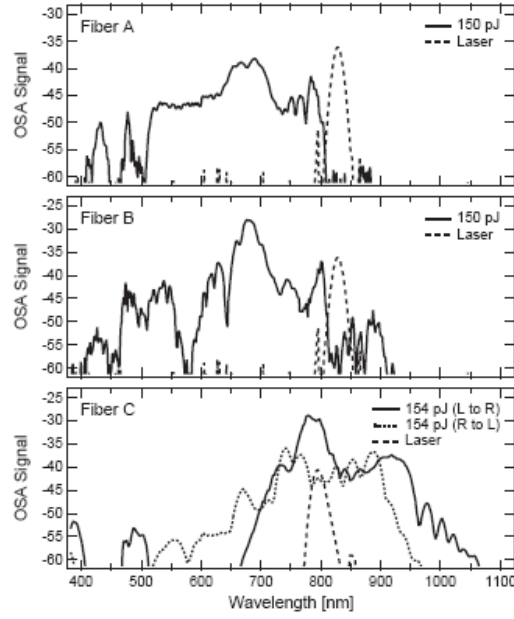 Fiber A
150 pJ
Laser
OSA Signal
-30
-35
-40
-45
-50
-55
-60
Fiber B
150 pJ
Laser
OSA Signal
-25
-30
-35
-40
-45
-50
-55
-60
Fiber C
154 pJ (L to R)
154 pJ (R to L)
Laser
OSA Signal
-25
-30
-35
-40
-45
-50
-55
-60
400 500 600 700 800 900 1000 1100
Wavelength [nm]